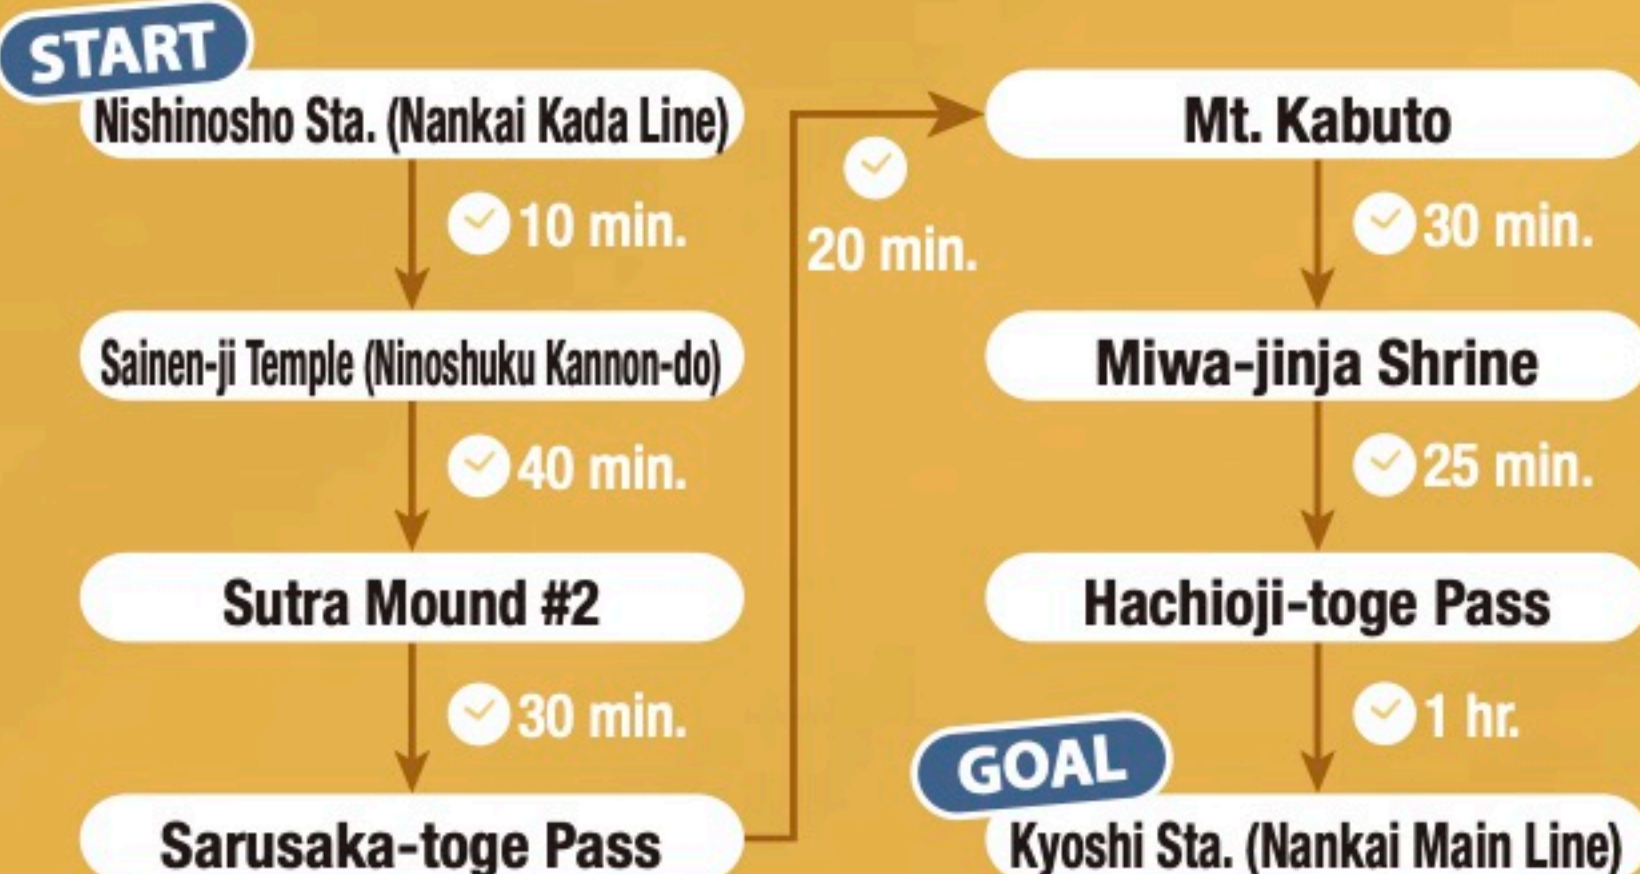 START
Nishinosho Sta. (Nankai Kada Line)
10 min.
Sainen-ji Temple (Ninoshuku Kannon-do)
40 min.
Sutra Mound #2
30 min.
Sarusaka-toge Pass
20 min.
Mt. Kabuto
30 min.
Miwa-jinja Shrine
25 min.
Hachioji-toge Pass
1 hr.
GOAL
Kyoshi Sta. (Nankai Main Line)